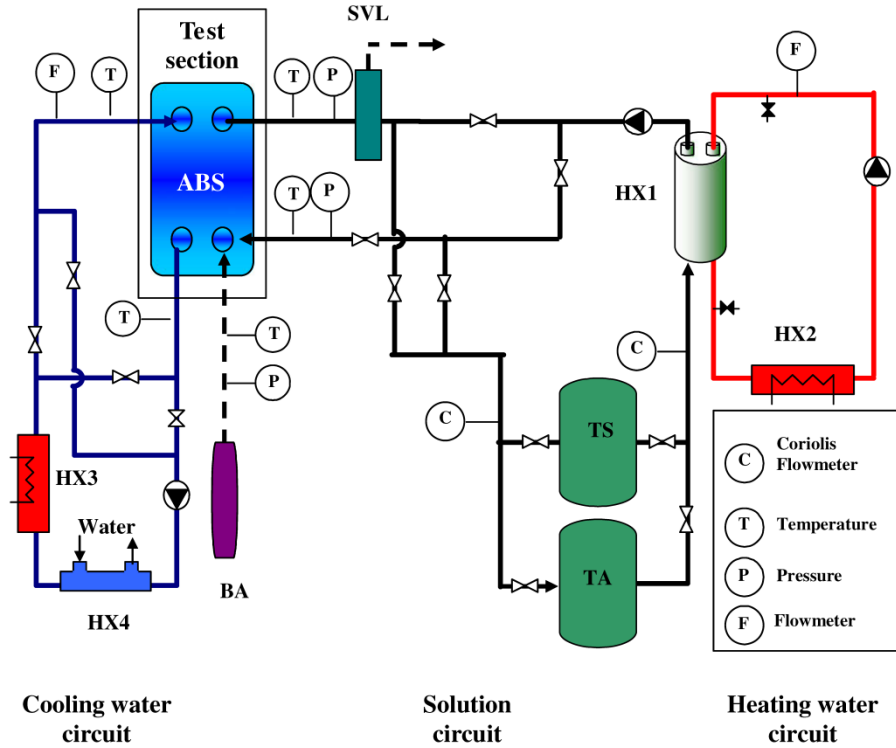 SVL
Test
section
F
T
T
P
F
ABS
HX1
T
P
T
T
P
HX2
C
C
TS
HX3
Water
TA
BA
HX4
C
Coriolis
Flowmeter
T
Temperature
P
Pressure
F
Flowmeter
Cooling water
circuit
Solution
circuit
Heating water
circuit